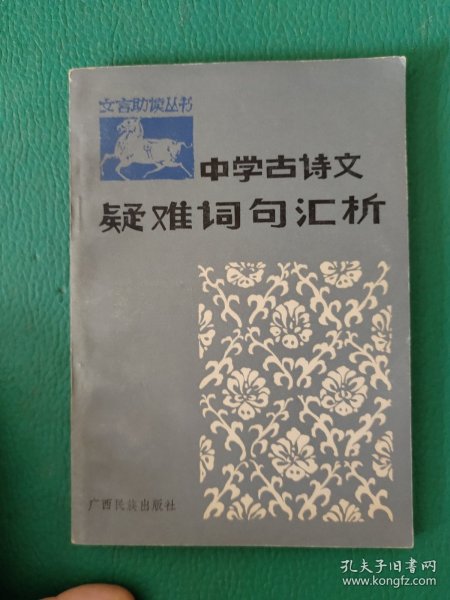 文言助读丛书
中学古诗文
疑难词句汇析
广西民族出版社
孔夫子旧书网
www.kongfz.com